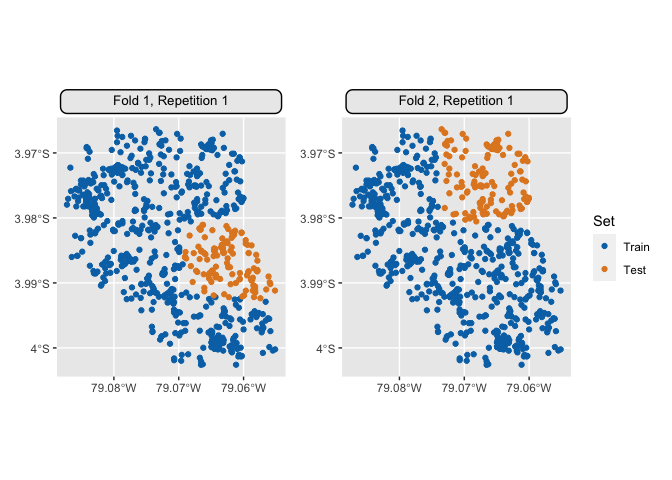 Fold 1, Repetition 1
Fold 2, Repetition 1
3.97°S
3.98°S
3.99°S
4°S
79.08°W 79.07°W 79.06°W
3.97°S
3.98°S
3.99°S
4°S
79.08°W 79.07°W 79.06°W
Set
Train
Test